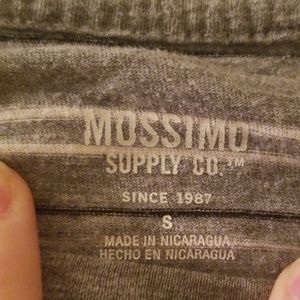 MOSSIMO
SUPPLY CO.™
SINCE 1987
S
MADE IN NICARAGUA
HECHO EN NICARAGUA